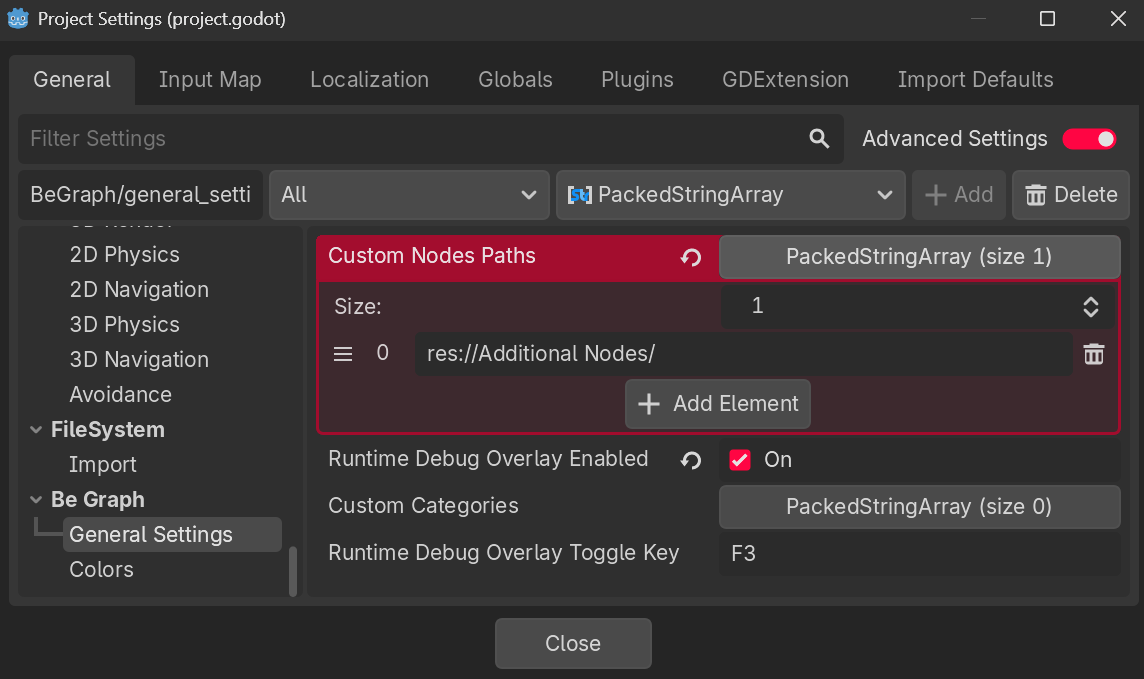 Project Settings (project.godot)
General Input Map Localization Globals Plugins GDExtension Import Defaults
Filter Settings Advanced Settings
BeGraph/general_setti All PackedStringArray Add Delete
2D Physics
2D Navigation
3D Physics
3D Navigation
Avoidance
FileSystem
Import
Be Graph
General Settings
Colors
Custom Nodes Paths PackedStringArray (size 1)
Size: 1
0 res://Additional Nodes/
Add Element
Runtime Debug Overlay Enabled On
Custom Categories PackedStringArray (size 0)
Runtime Debug Overlay Toggle Key F3
Close